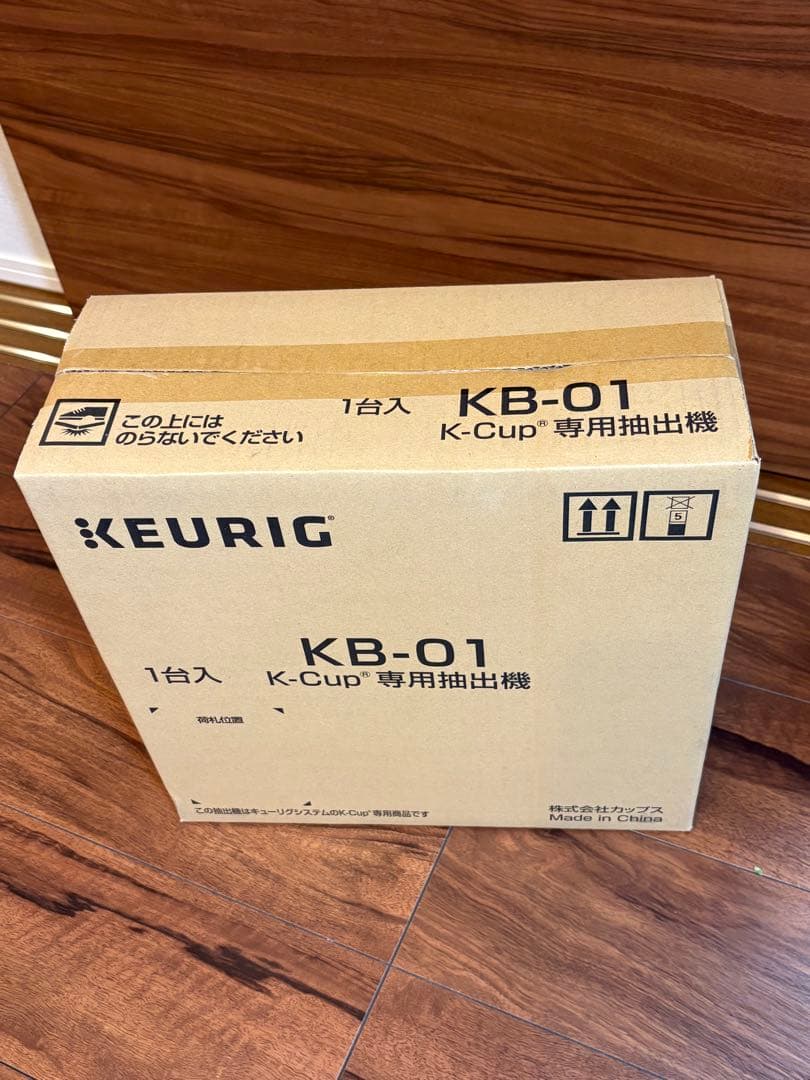 この上には
のらないでください
1台入
KB-01
K-Cup® 専用抽出機
KEURIG®
5
KB-01
1台入
K-Cup® 専用抽出機
荷札位置
この抽出機はキューリグシステムのK-Cup®専用商品です
株式会社カップス
Made in China